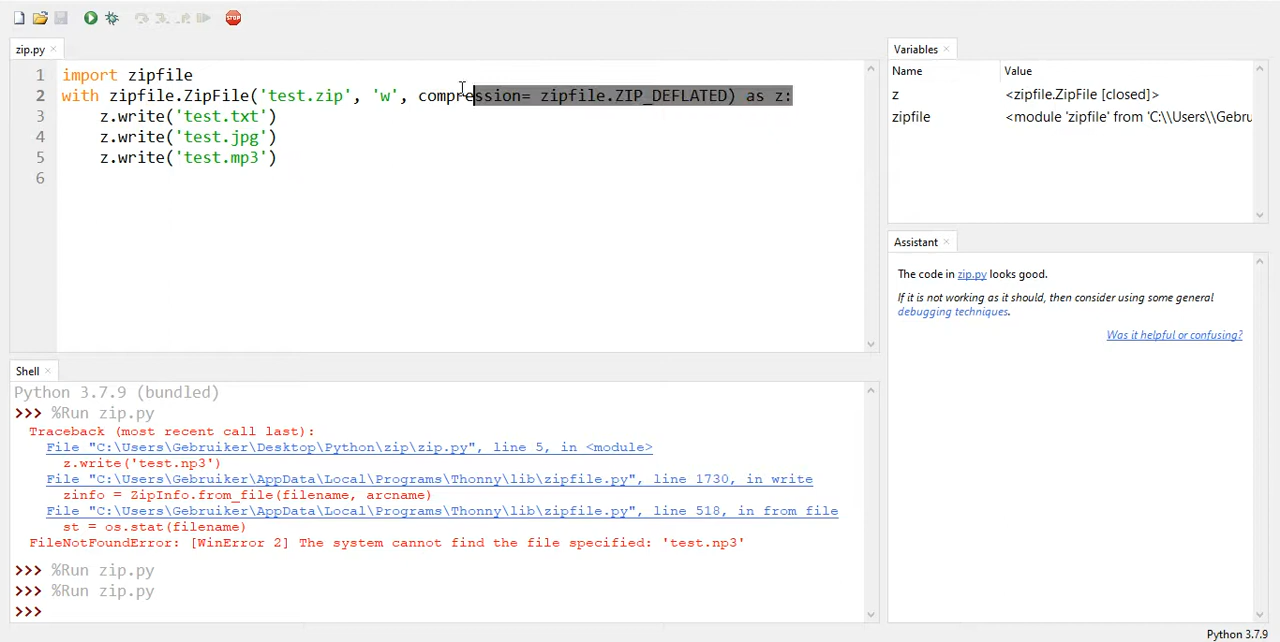 STOP
zip.py ×
1 import zipfile
2 with zipfile.ZipFile('test.zip', 'w', compression= zipfile.ZIP_DEFLATED) as z:
3 z.write('test.txt')
4 z.write('test.jpg')
5 z.write('test.mp3')
6
Variables ×
Name Value
z <zipfile.ZipFile [closed]>
zipfile <module 'zipfile' from 'C:\\Users\\Gebru
Assistant ×
The code in zip.py looks good.
If it is not working as it should, then consider using some general
debugging techniques.
Was it helpful or confusing?
Shell ×
Python 3.7.9 (bundled)
>>> %Run zip.py
Traceback (most recent call last):
File "C:\Users\Gebruiker\Desktop\Python\zip\zip.py", line 5, in <module>
z.write('test.np3')
File "C:\Users\Gebruiker\AppData\Local\Programs\Thonny\lib\zipfile.py", line 1730, in write
zinfo = ZipInfo.from_file(filename, arcname)
File "C:\Users\Gebruiker\AppData\Local\Programs\Thonny\lib\zipfile.py", line 518, in from file
st = os.stat(filename)
FileNotFoundError: [WinError 2] The system cannot find the file specified: 'test.np3'
>>> %Run zip.py
>>> %Run zip.py
>>>
Python 3.7.9